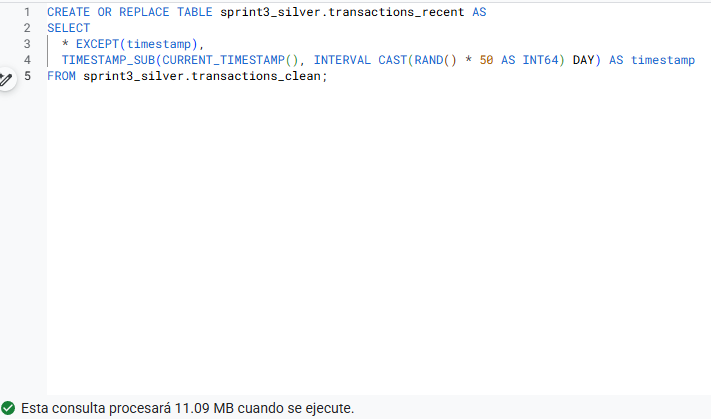 1 CREATE OR REPLACE TABLE sprint3_silver.transactions_recent AS
2 SELECT
3 * EXCEPT(timestamp),
4 TIMESTAMP_SUB(CURRENT_TIMESTAMP(), INTERVAL CAST(RAND() * 50 AS INT64) DAY) AS timestamp
5 FROM sprint3_silver.transactions_clean;
Esta consulta procesará 11.09 MB cuando se ejecute.